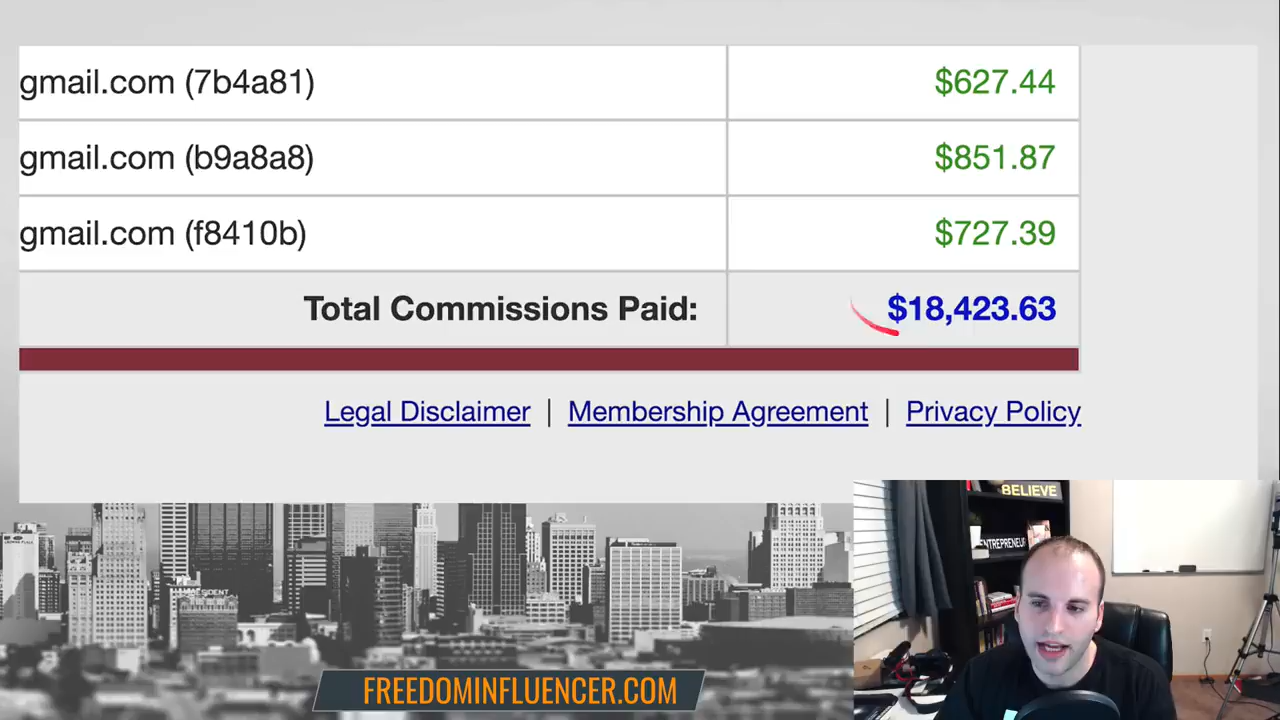 gmail.com (7b4a81) $627.44
gmail.com (b9a8a8) $851.87
gmail.com (f8410b) $727.39
Total Commissions Paid: $18,423.63
Legal Disclaimer | Membership Agreement | Privacy Policy
BELIEVE
ENTREPRENEUR
FREEDOMINFLUENCER.COM